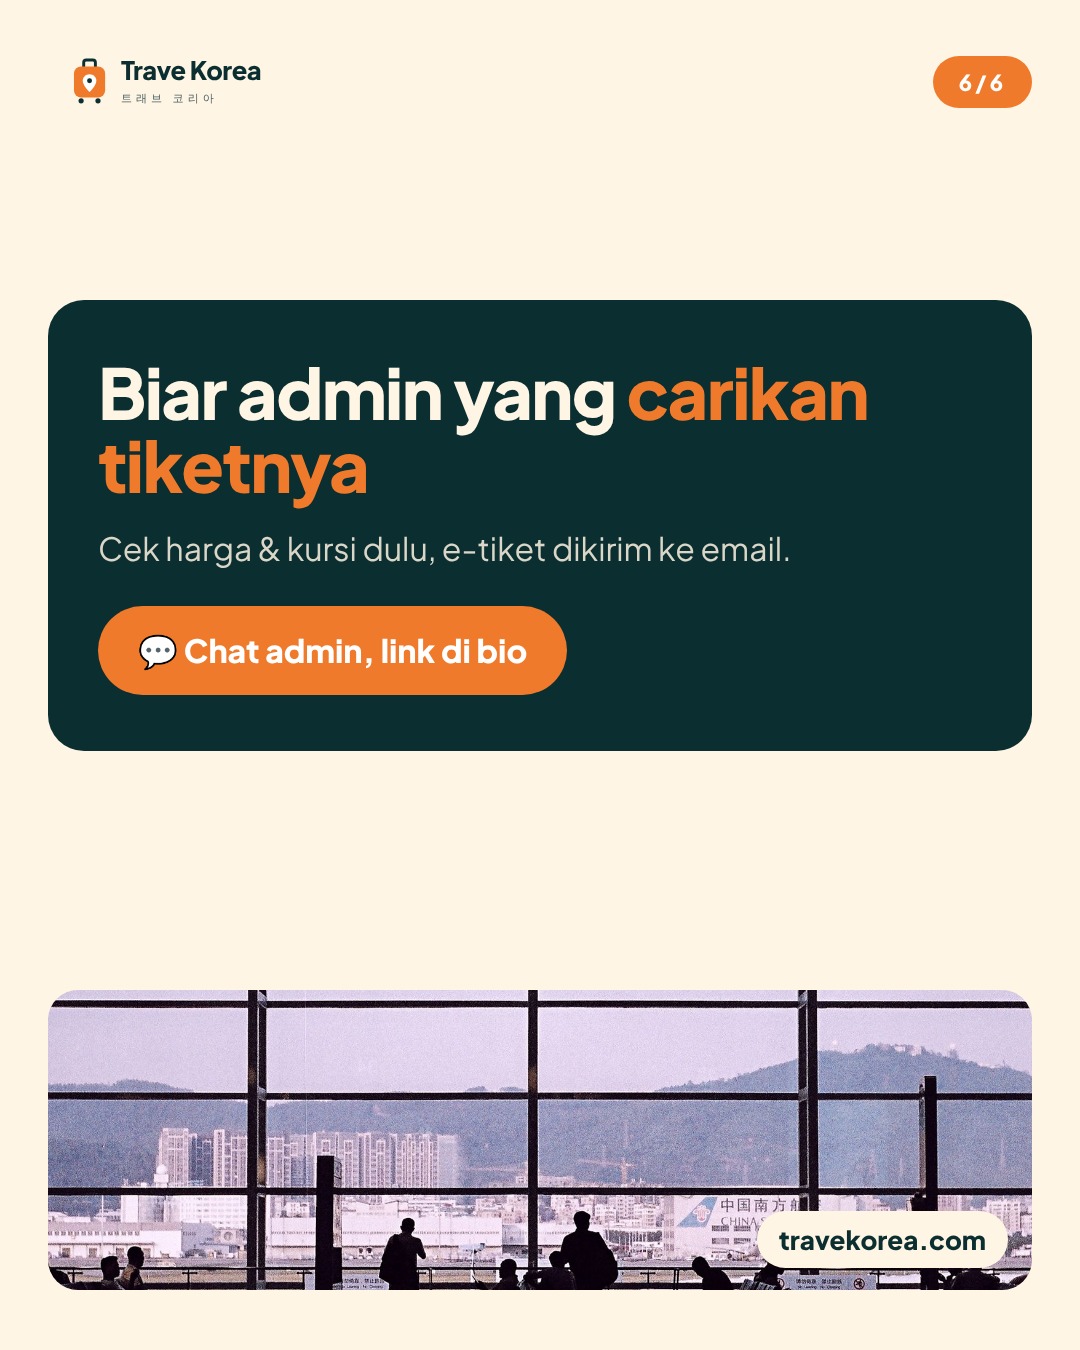 Trave Korea
트래브 코리아
6/6
Biar admin yang carikan
tiketnya
Cek harga & kursi dulu, e-tiket dikirim ke email.
💬 Chat admin, link di bio
中国南方航
CHINA
travekorea.com